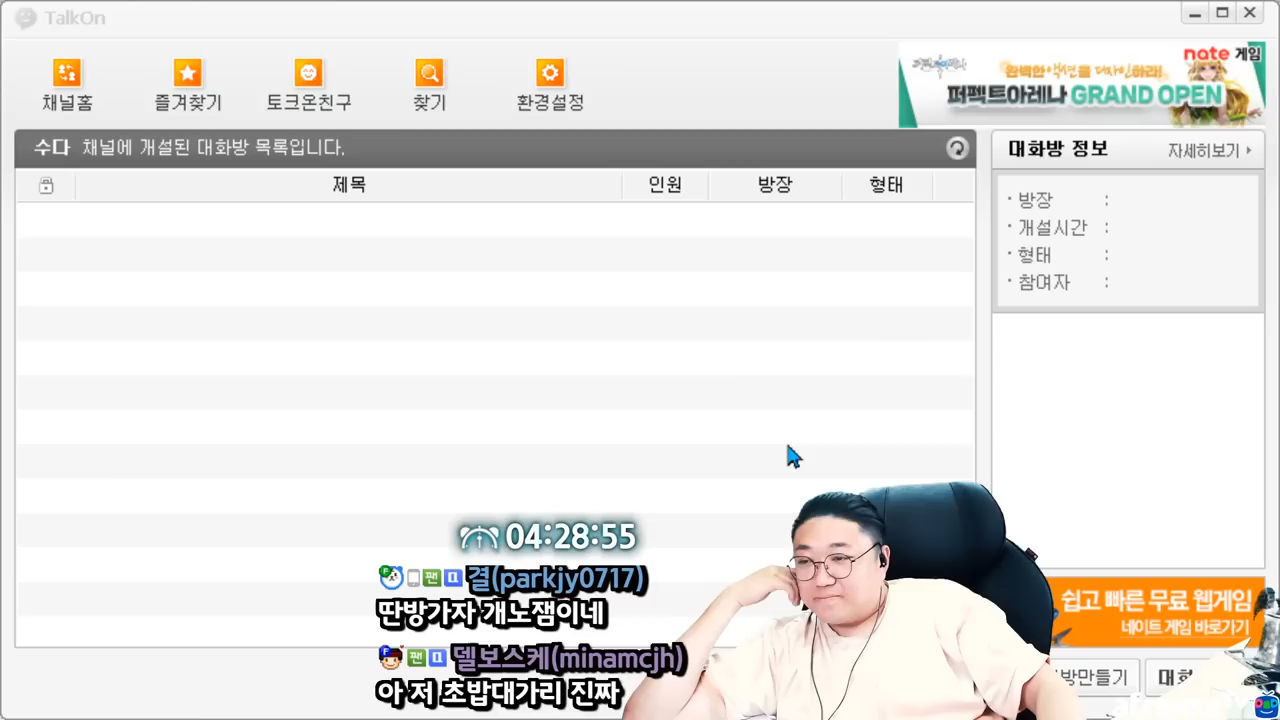 TalkOn
채널홈
즐겨찾기
토크온친구
찾기
환경설정
nate 게임
완벽한 액션을 디자인하라!
퍼펙트아레나 GRAND OPEN
수다 채널에 개설된 대화방 목록입니다.
제목
인원
방장
형태
대화방 정보
자세히보기
· 방장 :
· 개설시간 :
· 형태 :
· 참여자 :
04:28:55
결(parkjy0717)
딴방가자 개노잼이네
델보스케(minamcjh)
아 저 초밥대가리 진짜
쉽고 빠른 무료 웹게임
네이트 게임 바로가기
방만들기